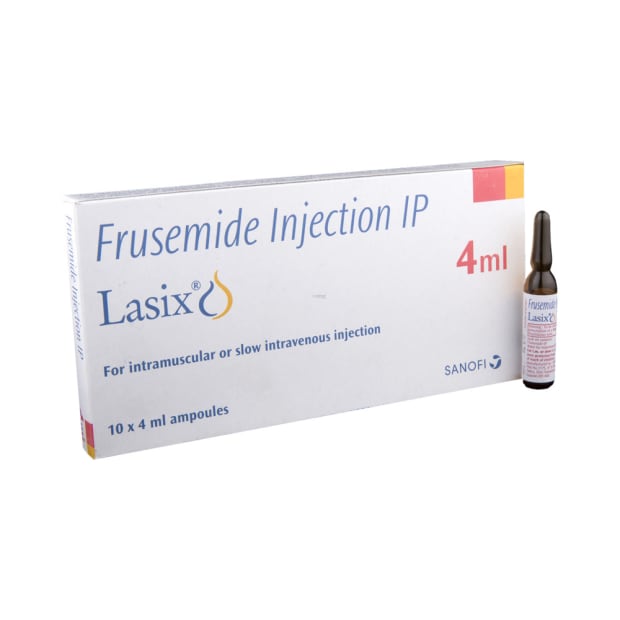 Frusemide Injection IP
4ml
Lasix®
For intramuscular or slow intravenous injection
SANOFI
10 x 4 ml ampoules
Frusemide Injection IP
Frusemide
Lasix